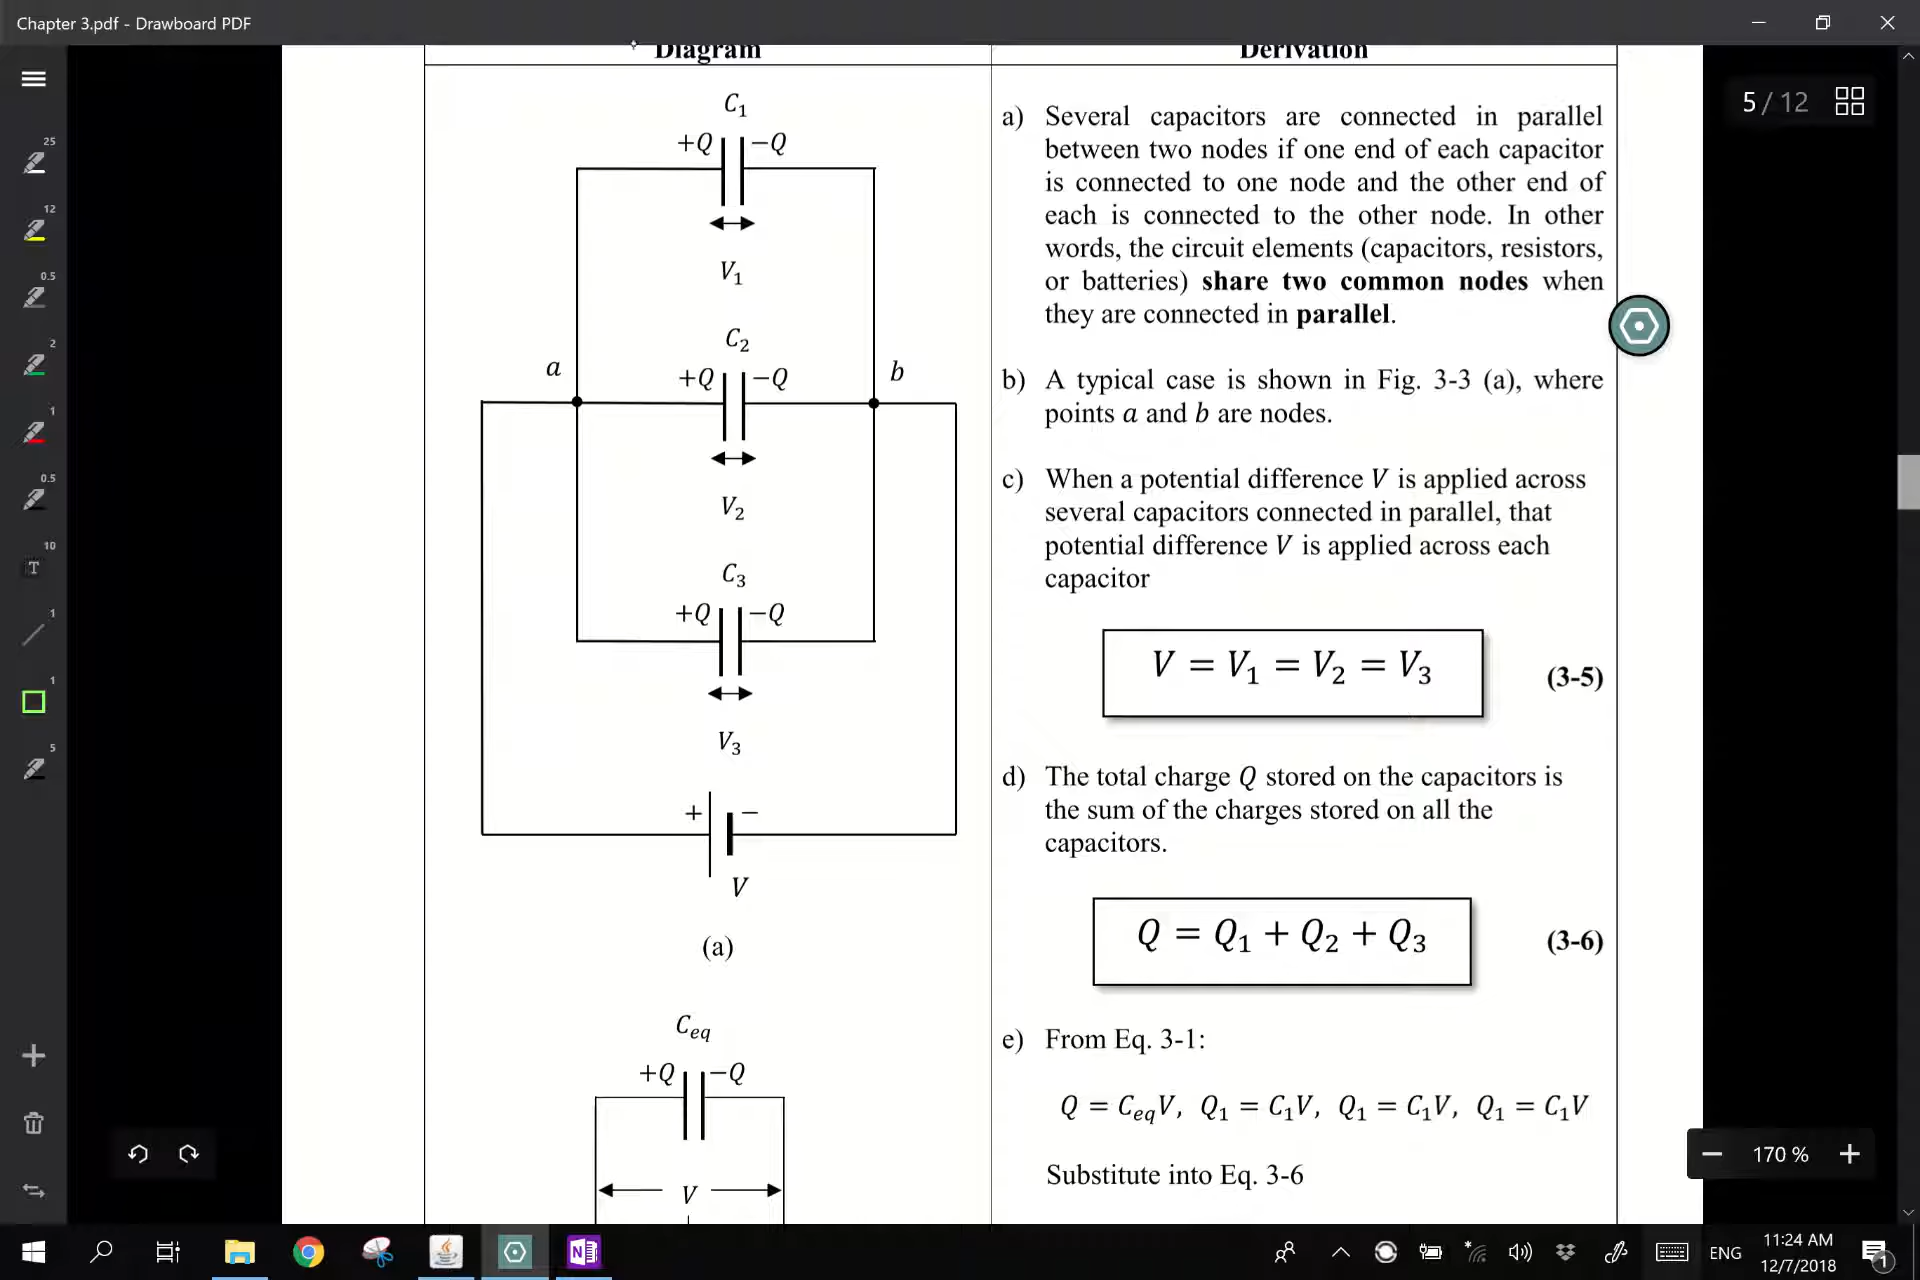 Chapter 3.pdf - Drawboard PDF
Diagram
Derivation
5 / 12
25
12
0.5
2
1
0.5
10
T
1
1
5
C₁
+Q −Q
V₁
C₂
a +Q −Q b
V₂
C₃
+Q −Q
V₃
+ −
V
(a)
Cₑq
+Q −Q
V
a) Several capacitors are connected in parallel
between two nodes if one end of each capacitor
is connected to one node and the other end of
each is connected to the other node. In other
words, the circuit elements (capacitors, resistors,
or batteries) share two common nodes when
they are connected in parallel.
b) A typical case is shown in Fig. 3-3 (a), where
points a and b are nodes.
c) When a potential difference V is applied across
several capacitors connected in parallel, that
potential difference V is applied across each
capacitor
V = V₁ = V₂ = V₃ (3-5)
d) The total charge Q stored on the capacitors is
the sum of the charges stored on all the
capacitors.
Q = Q₁ + Q₂ + Q₃ (3-6)
e) From Eq. 3-1:
Q = CₑqV, Q₁ = C₁V, Q₁ = C₁V, Q₁ = C₁V
Substitute into Eq. 3-6
170 %
N
ENG
11:24 AM
12/7/2018
1